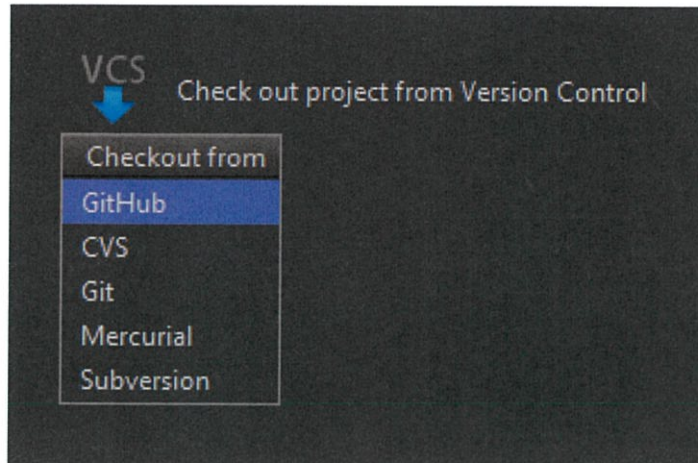 VCS
Check out project from Version Control
Checkout from
GitHub
CVS
Git
Mercurial
Subversion